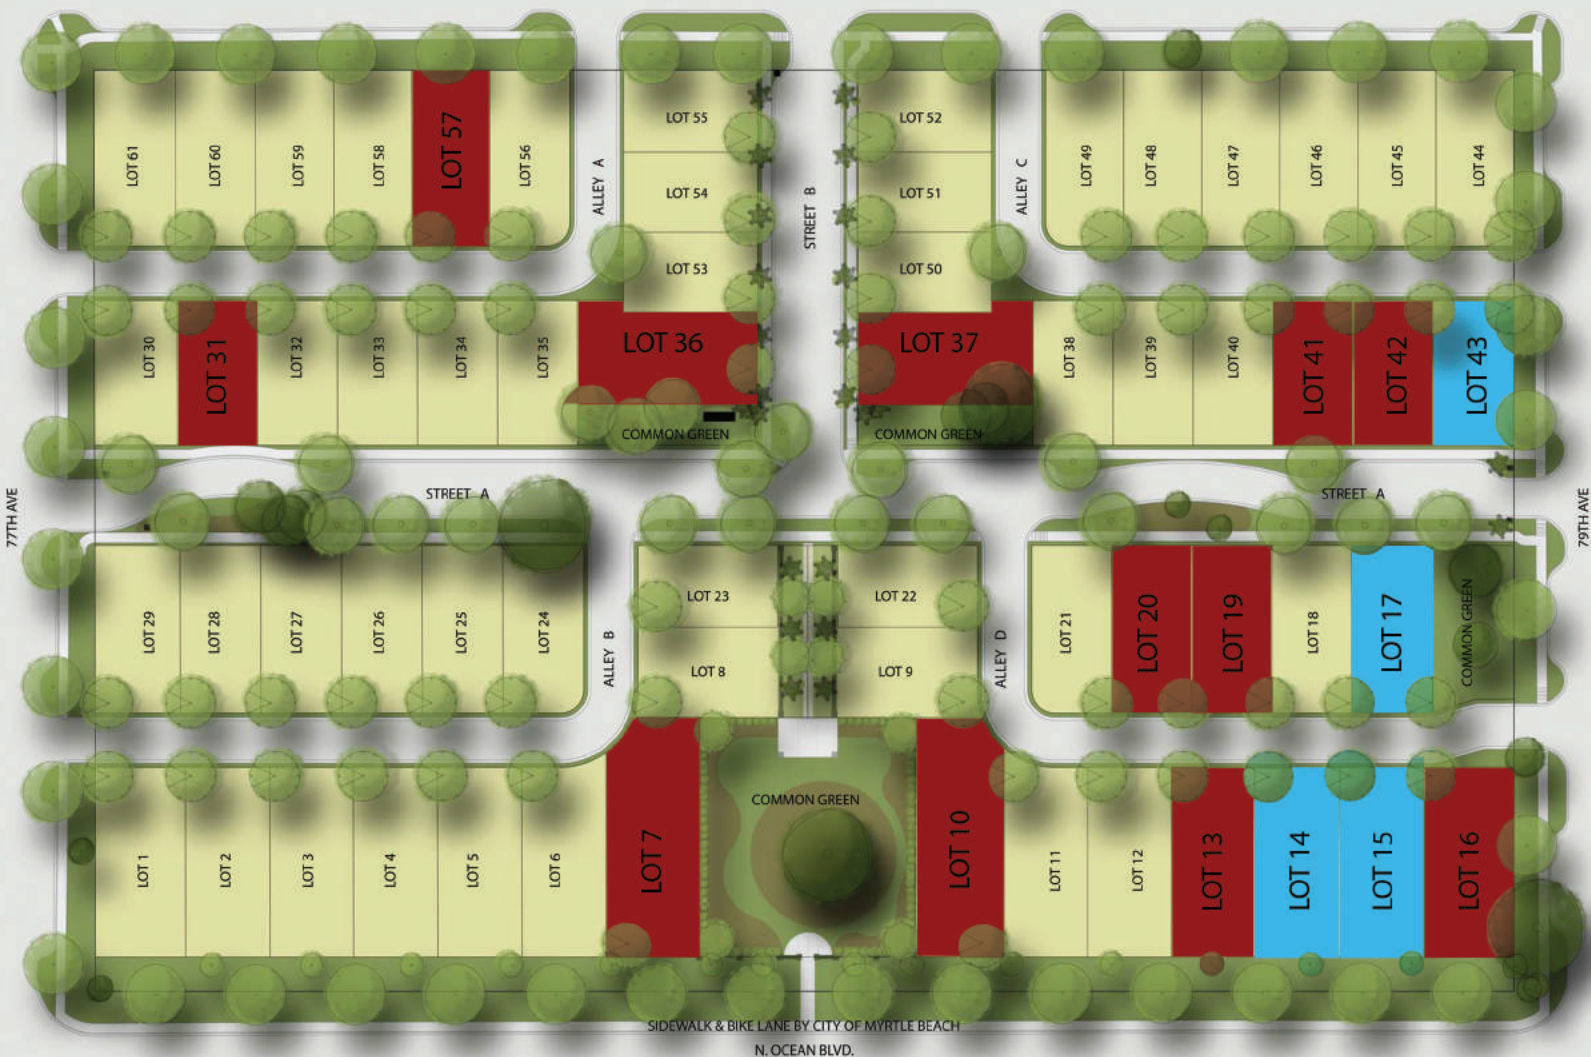 LOT 61
LOT 60
LOT 59
LOT 58
LOT 57
LOT 56
ALLEY A
LOT 55
LOT 54
LOT 53
STREET B
LOT 52
LOT 51
LOT 50
ALLEY C
LOT 49
LOT 48
LOT 47
LOT 46
LOT 45
LOT 44
LOT 30
LOT 31
LOT 32
LOT 33
LOT 34
LOT 35
LOT 36
COMMON GREEN
LOT 37
COMMON GREEN
LOT 38
LOT 39
LOT 40
LOT 41
LOT 42
LOT 43
77TH AVE
STREET A
STREET A
79TH AVE
LOT 29
LOT 28
LOT 27
LOT 26
LOT 25
LOT 24
ALLEY B
LOT 23
LOT 8
LOT 22
LOT 9
ALLEY D
LOT 21
LOT 20
LOT 19
LOT 18
LOT 17
COMMON GREEN
LOT 1
LOT 2
LOT 3
LOT 4
LOT 5
LOT 6
LOT 7
COMMON GREEN
LOT 10
LOT 11
LOT 12
LOT 13
LOT 14
LOT 15
LOT 16
SIDEWALK & BIKE LANE BY CITY OF MYRTLE BEACH
N. OCEAN BLVD.